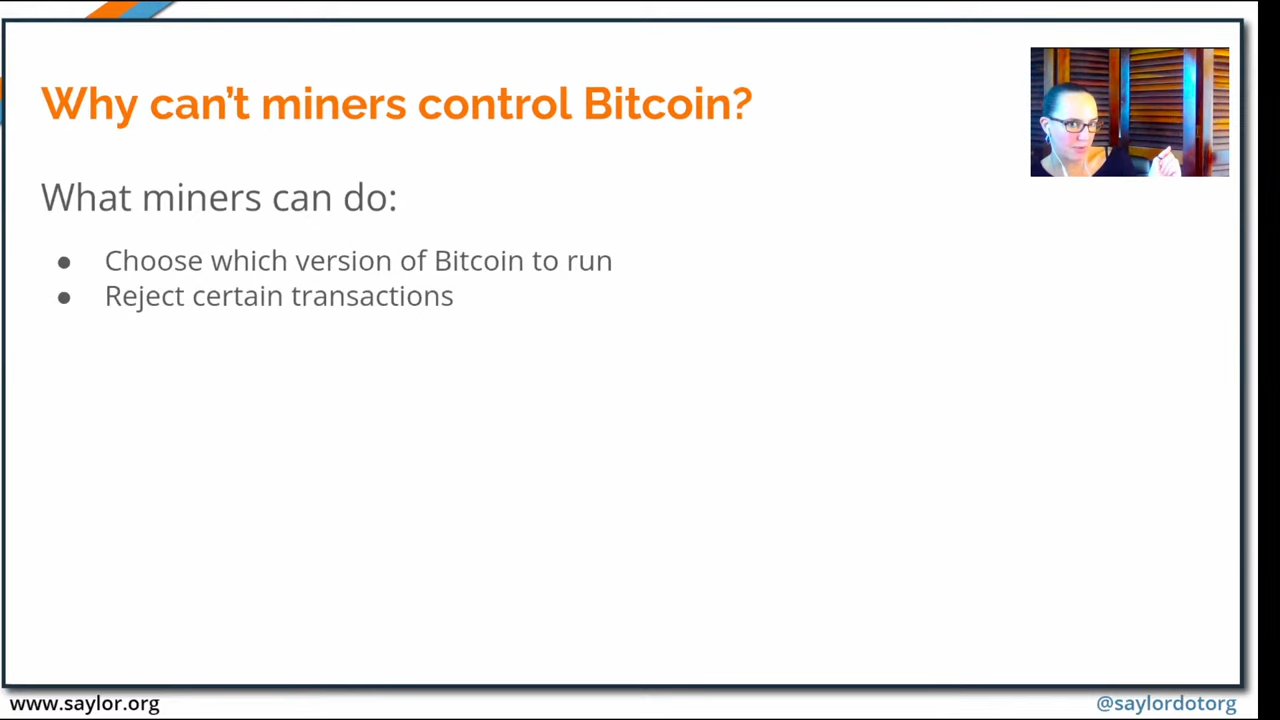 Why can't miners control Bitcoin?
What miners can do:
● Choose which version of Bitcoin to run
● Reject certain transactions
www.saylor.org
@saylordotorg